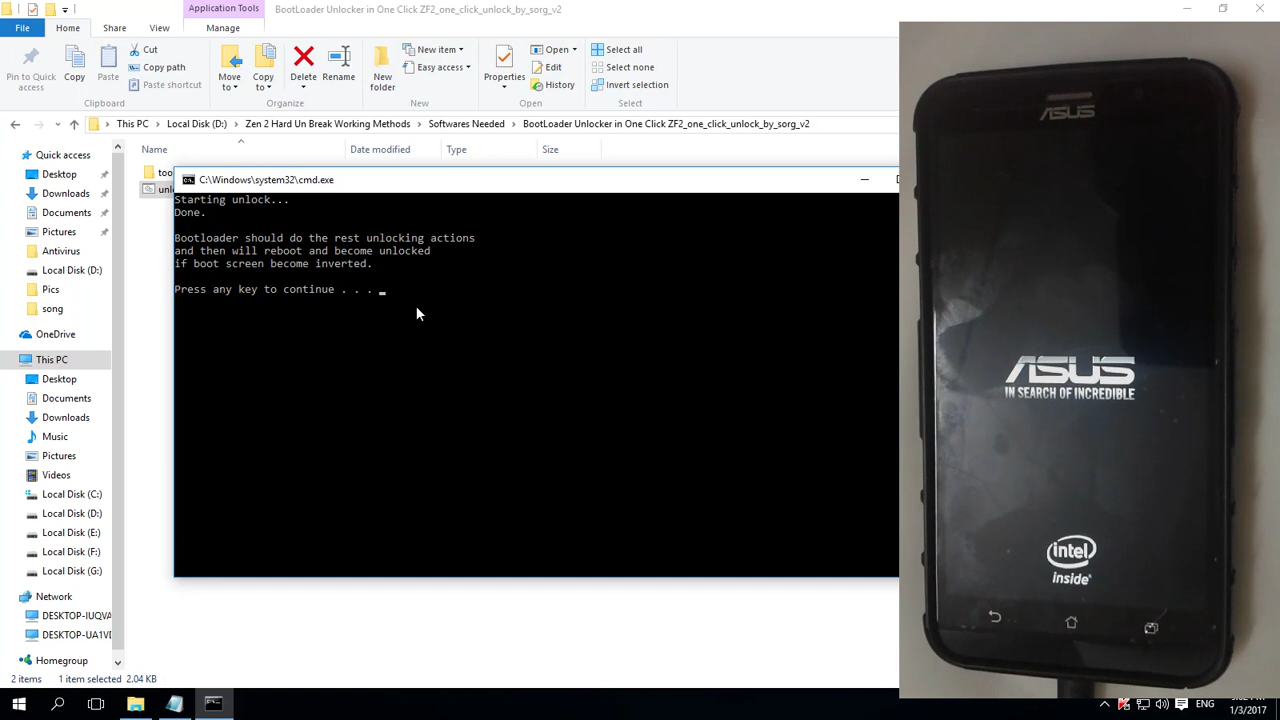 Application Tools
BootLoader Unlocker in One Click ZF2_one_click_unlock_by_sorg_v2
File
Home
Share
View
Manage
Pin to Quick access
Copy
Paste
Cut
Copy path
Paste shortcut
Clipboard
Move to
Copy to
Delete
Rename
Organize
New folder
New item
Easy access
New
Properties
Open
Edit
History
Open
Select all
Select none
Invert selection
Select
This PC
Local Disk (D:)
Zen 2 Hard Un Break Woting Methods
Softwares Needed
BootLoader Unlocker in One Click ZF2_one_click_unlock_by_sorg_v2
Name
Date modified
Type
Size
Quick access
Desktop
Downloads
Documents
Pictures
Antivirus
Local Disk (D:)
Pics
song
OneDrive
This PC
Desktop
Documents
Downloads
Music
Pictures
Videos
Local Disk (C:)
Local Disk (D:)
Local Disk (E:)
Local Disk (F:)
Local Disk (G:)
Network
DESKTOP-IUQVA
DESKTOP-UA1VD
Homegroup
too
unl
C:\Windows\system32\cmd.exe
Starting unlock...
Done.
Bootloader should do the rest unlocking actions
and then will reboot and become unlocked
if boot screen become inverted.
Press any key to continue . . .
2 items
1 item selected
2.04 KB
ASUS
ASUS
IN SEARCH OF INCREDIBLE
intel
inside®
ENG
1/3/2017